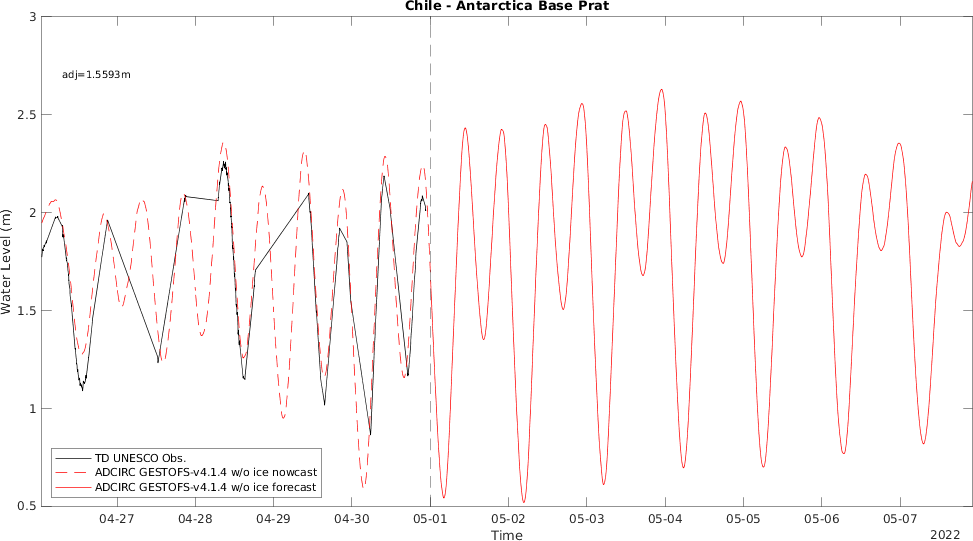 Chile - Antarctica Base Prat
3
2.5
2
1.5
1
0.5
Water Level (m)
adj=1.5593m
TD UNESCO Obs.
ADCIRC GESTOFS-v4.1.4 w/o ice nowcast
ADCIRC GESTOFS-v4.1.4 w/o ice forecast
04-27 04-28 04-29 04-30 05-01 05-02 05-03 05-04 05-05 05-06 05-07
Time
2022